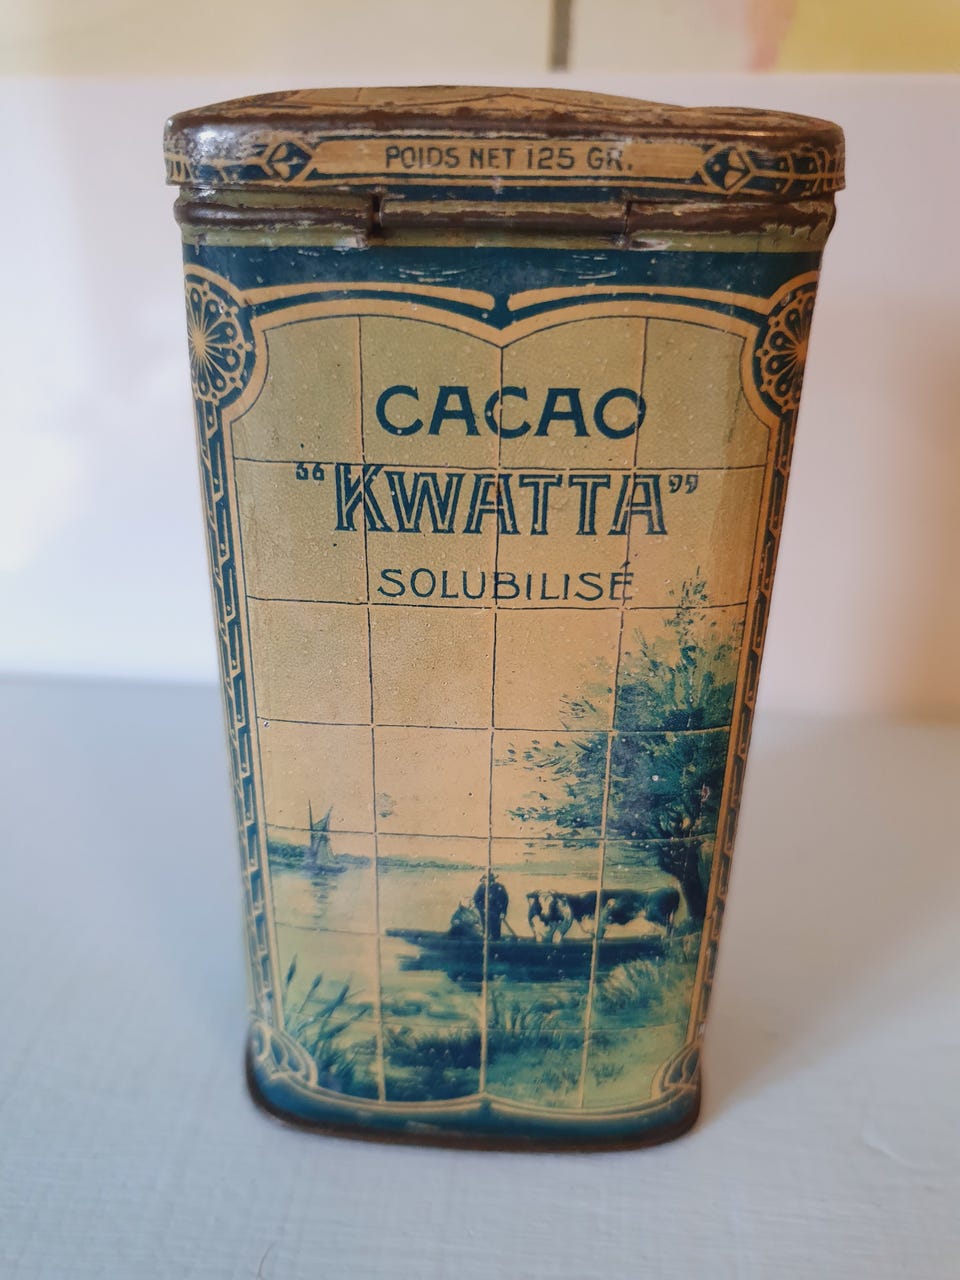 POIDS NET 125 GR.
CACAO
“KWATTA”
SOLUBILISÉ